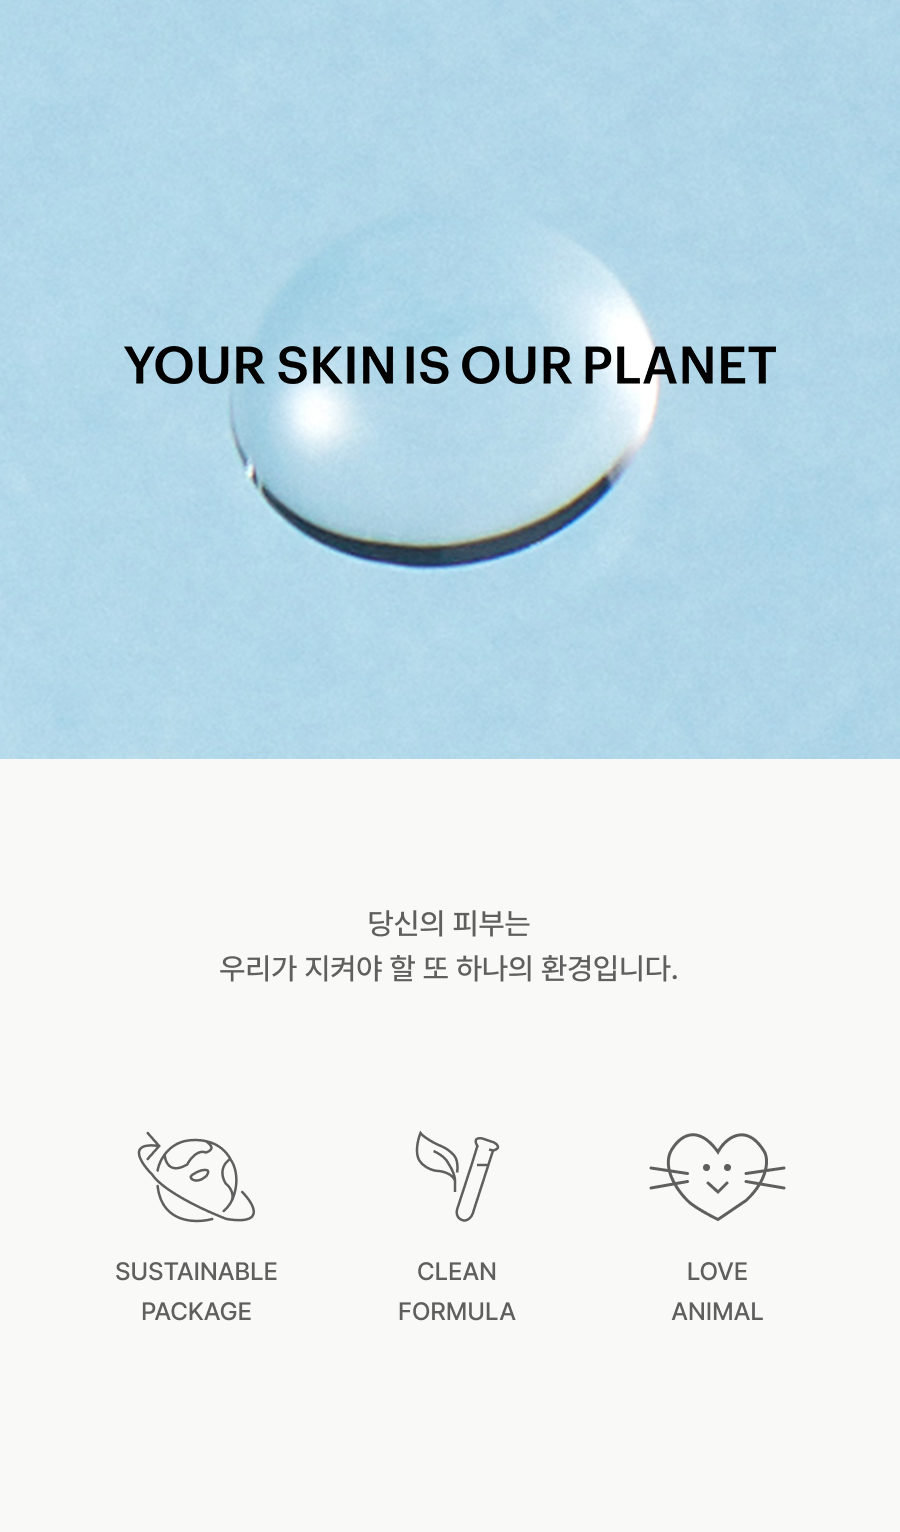 YOUR SKIN IS OUR PLANET
당신의 피부는
우리가 지켜야 할 또 하나의 환경입니다.
SUSTAINABLE
PACKAGE
CLEAN
FORMULA
LOVE
ANIMAL